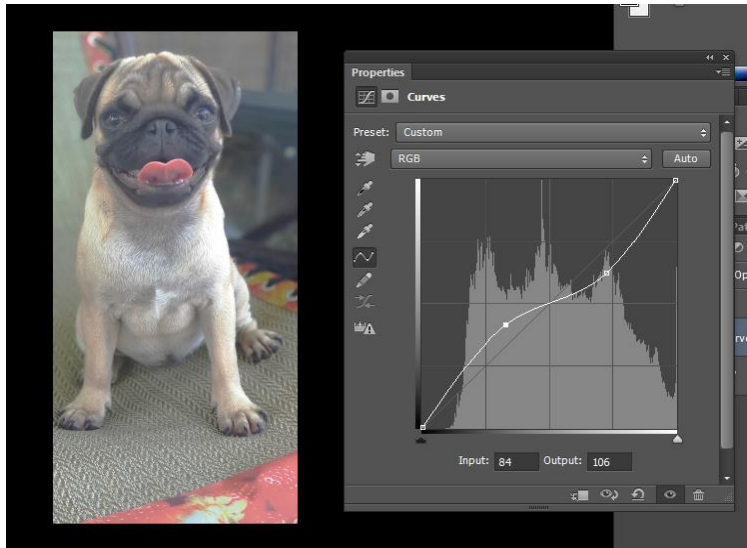 Properties
Curves
Preset: Custom
RGB
Auto
Input: 84 Output: 106